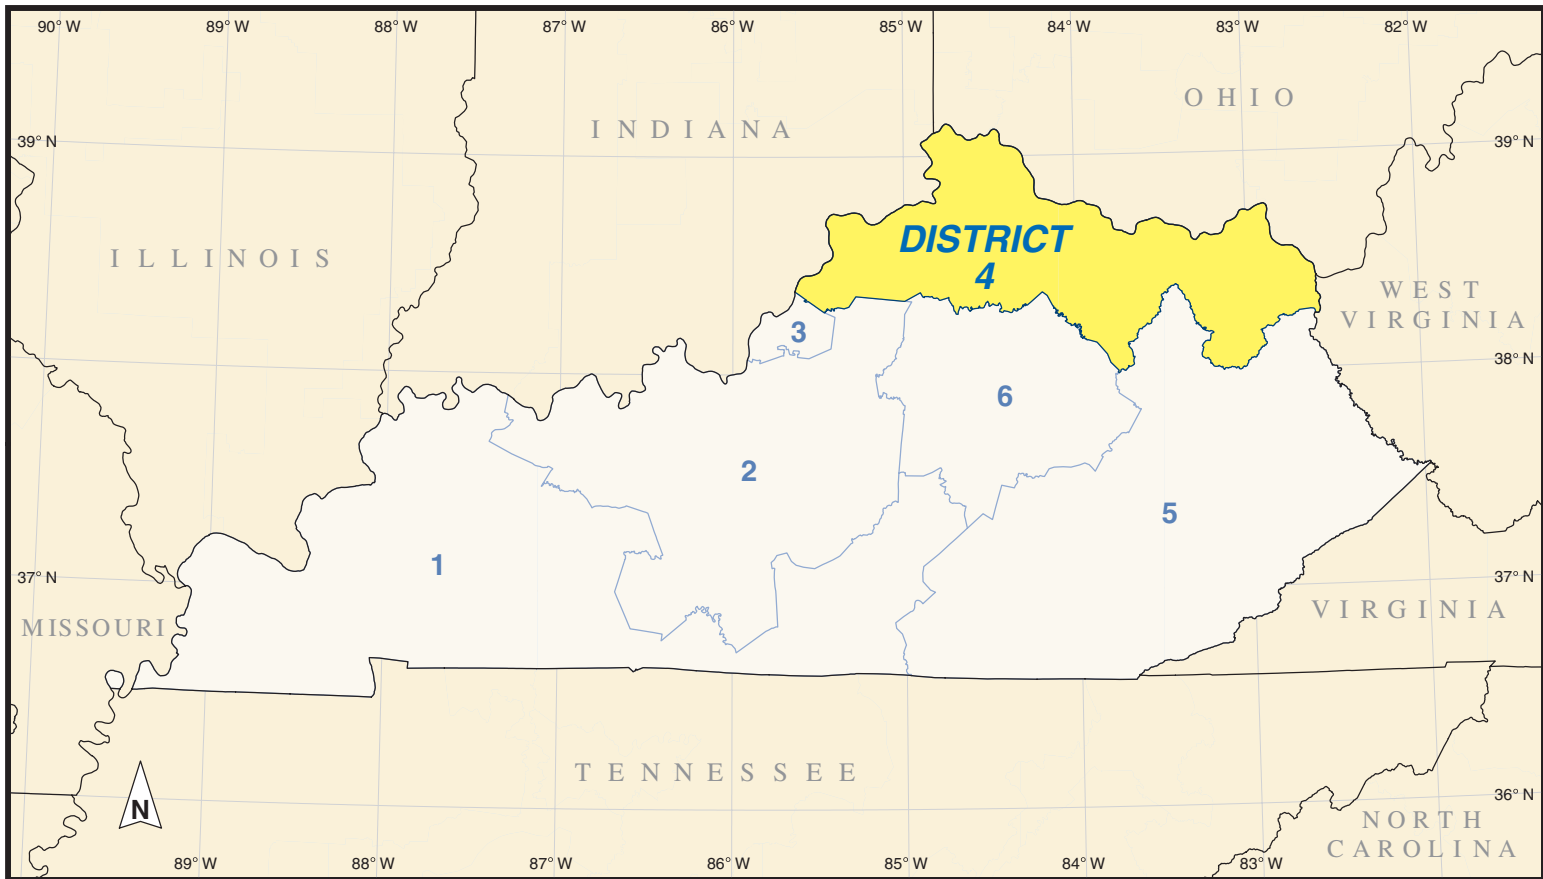 90° W 89° W 88° W 87° W 86° W 85° W 84° W 83° W 82° W
OHIO
INDIANA
39° N 39° N
DISTRICT
4
ILLINOIS
WEST
VIRGINIA
3
38° N 38° N
6
2
5
1
37° N 37° N
VIRGINIA
MISSOURI
TENNESSEE
36° N
N
NORTH
CAROLINA
89° W 88° W 87° W 86° W 85° W 84° W 83° W